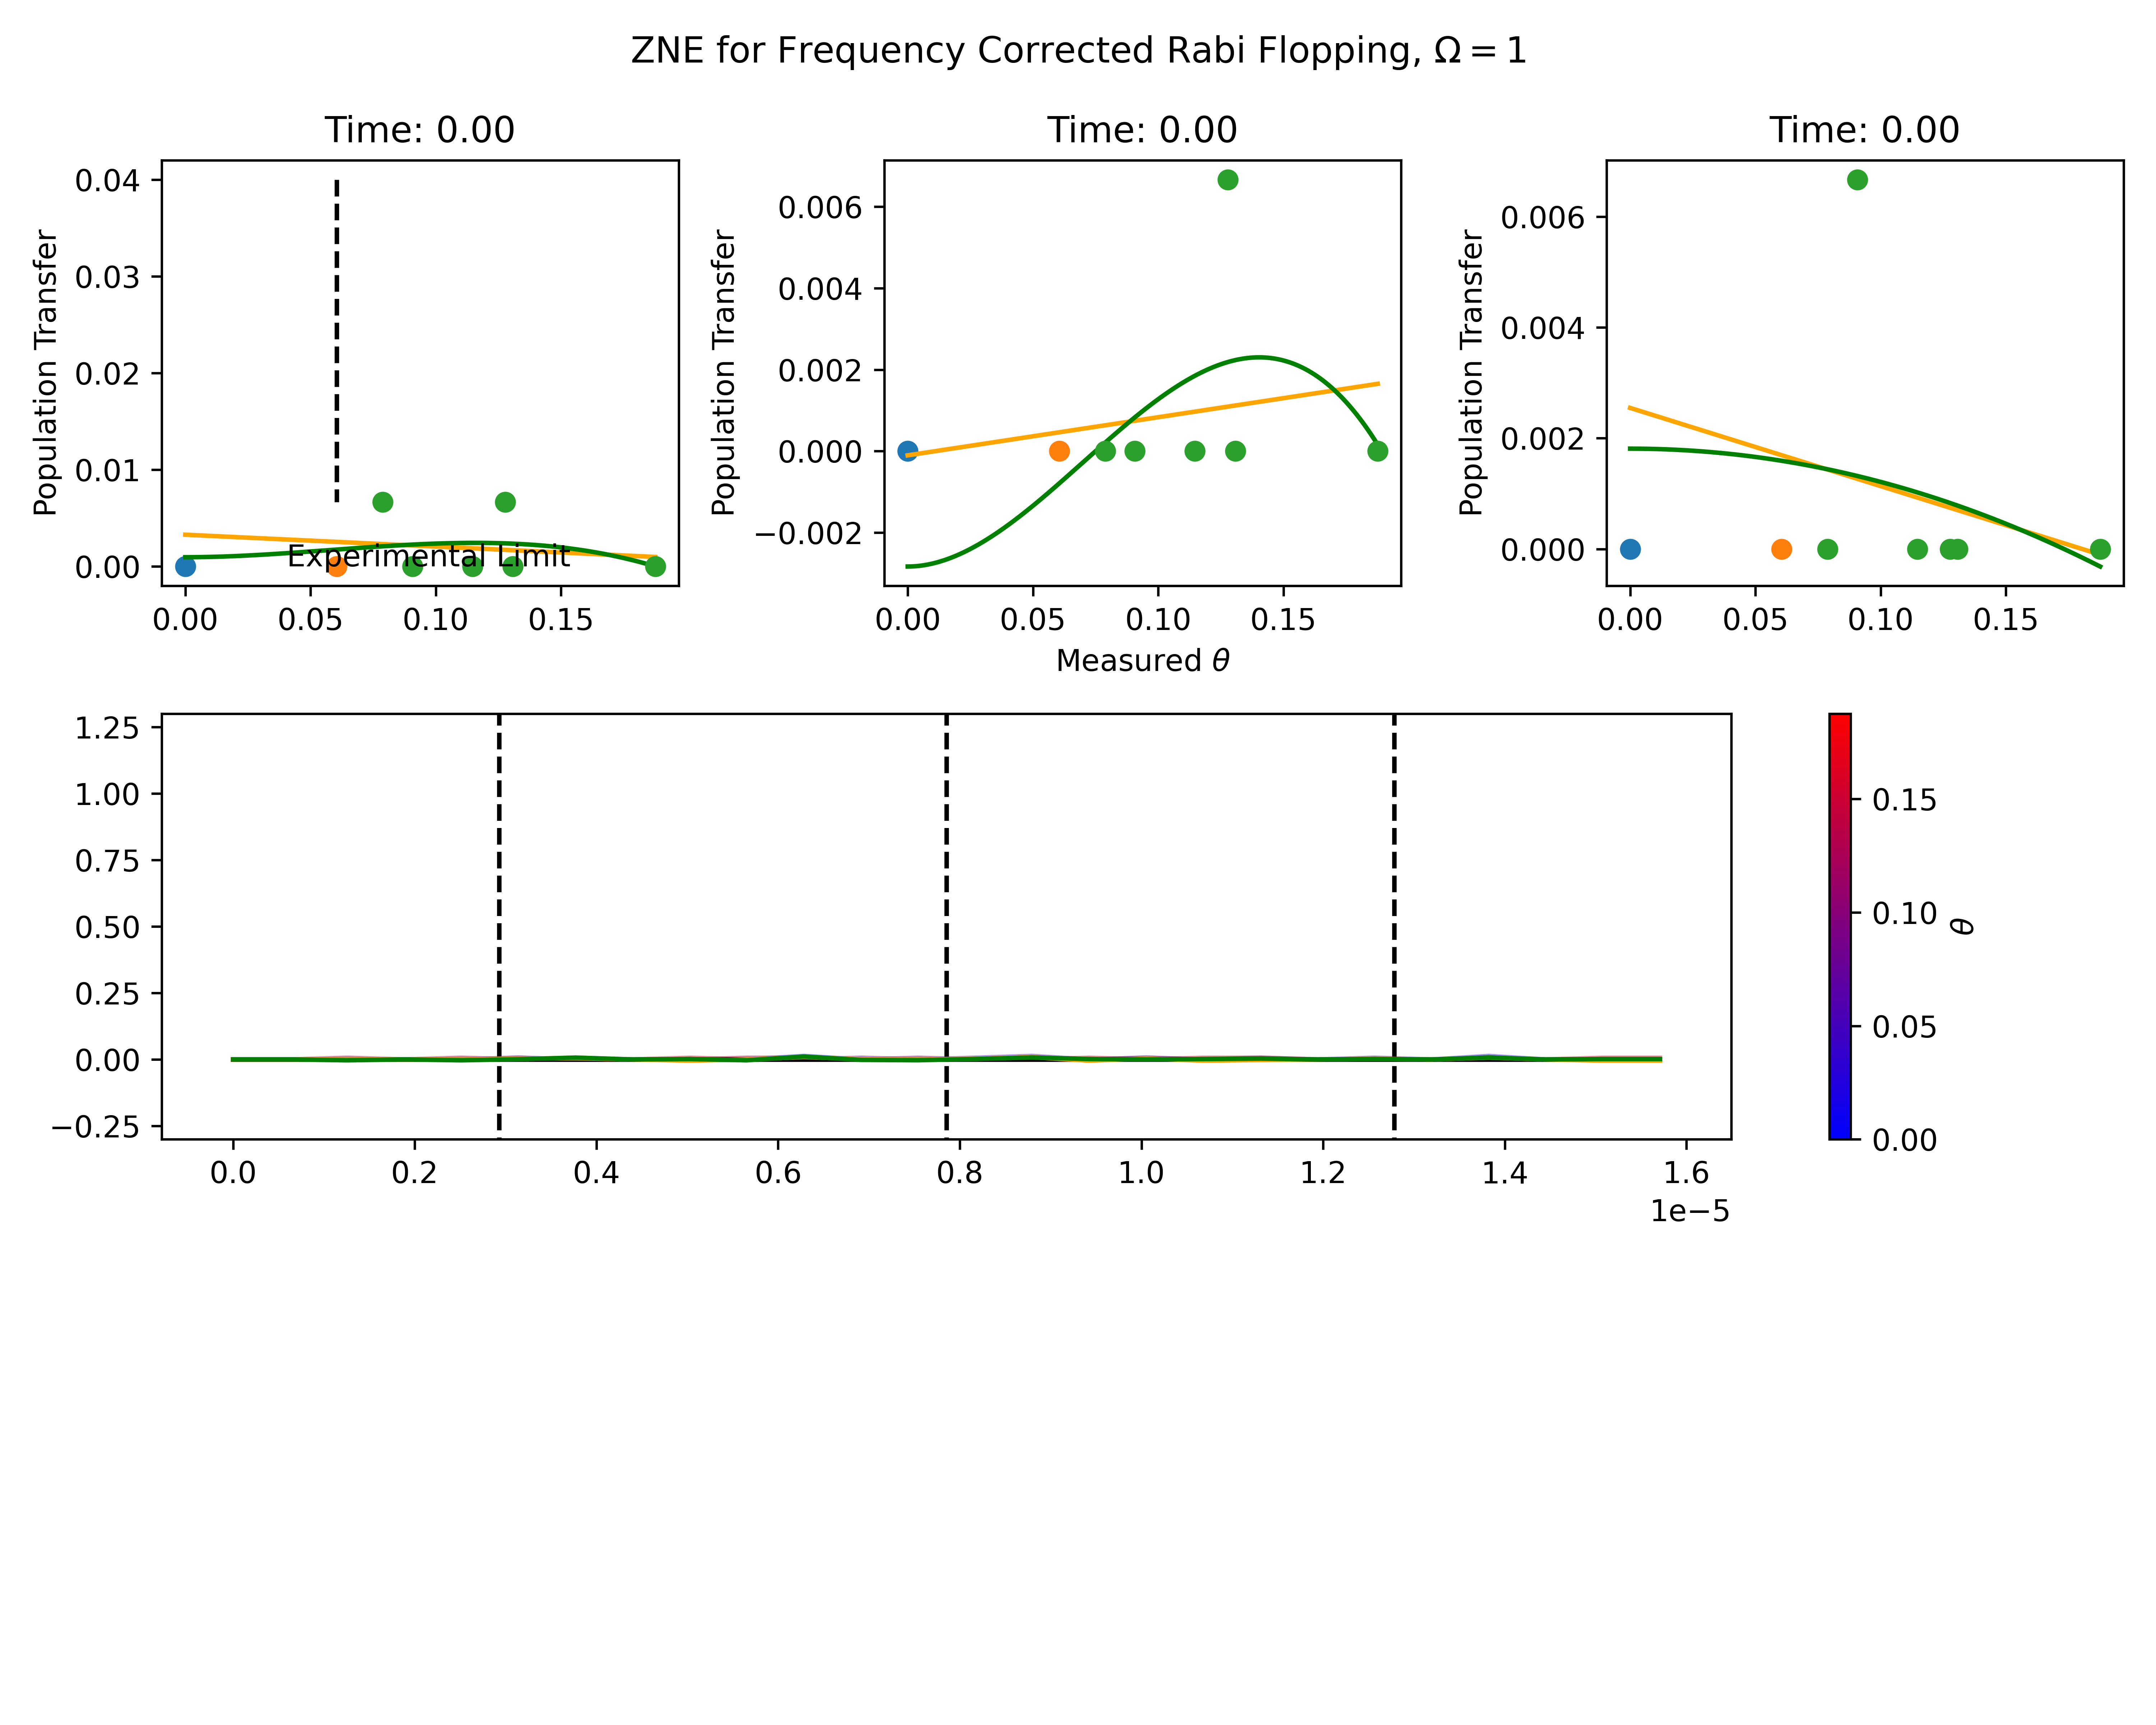 ZNE for Frequency Corrected Rabi Flopping, Ω = 1
Time: 0.00
Time: 0.00
Time: 0.00
Population Transfer
0.04
0.03
0.02
0.01
0.00
Experimental Limit
0.00 0.05 0.10 0.15
Population Transfer
0.006
0.004
0.002
0.000
−0.002
0.00 0.05 0.10 0.15
Measured θ
Population Transfer
0.006
0.004
0.002
0.000
0.00 0.05 0.10 0.15
1.25
1.00
0.75
0.50
0.25
0.00
−0.25
0.0 0.2 0.4 0.6 0.8 1.0 1.2 1.4 1.6
1e−5
0.15
0.10
0.05
0.00
θ